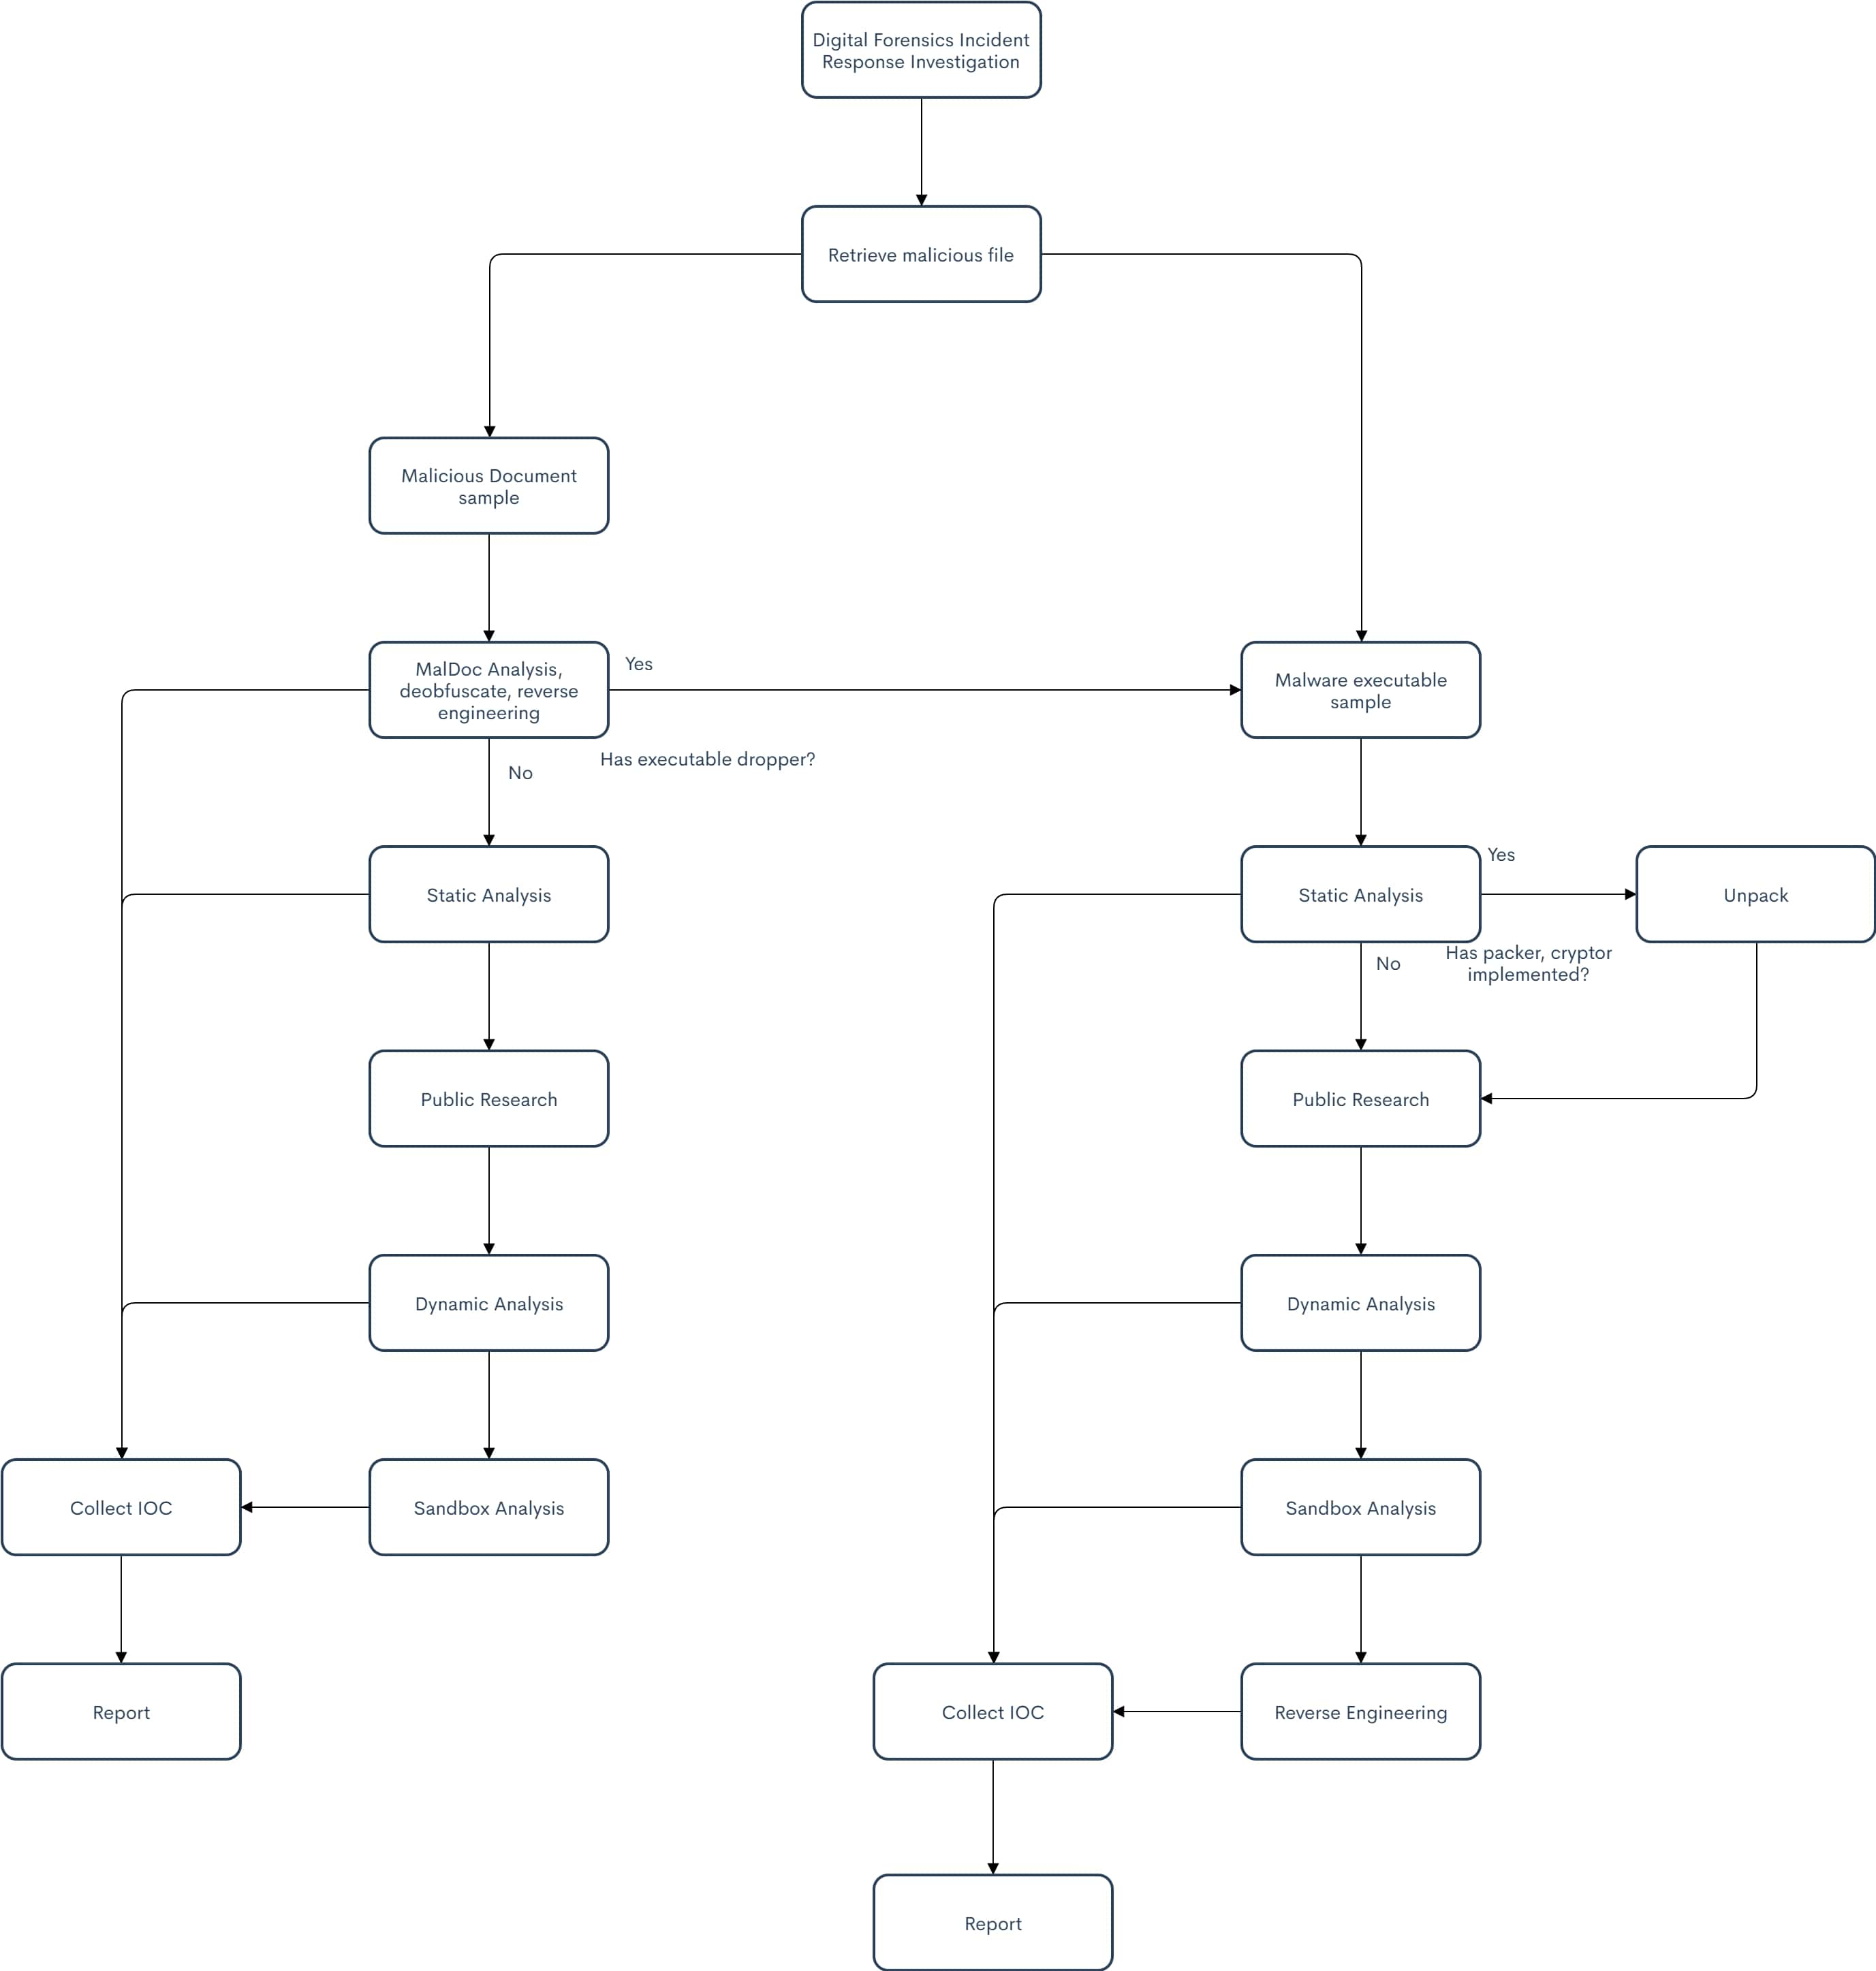 Digital Forensics Incident
Response Investigation
Retrieve malicious file
Malicious Document
sample
MalDoc Analysis,
deobfuscate, reverse
engineering
Yes
Malware executable
sample
Has executable dropper?
No
Static Analysis
Static Analysis
Yes
Unpack
No
Has packer, cryptor
implemented?
Public Research
Public Research
Dynamic Analysis
Dynamic Analysis
Collect IOC
Sandbox Analysis
Sandbox Analysis
Report
Collect IOC
Reverse Engineering
Report